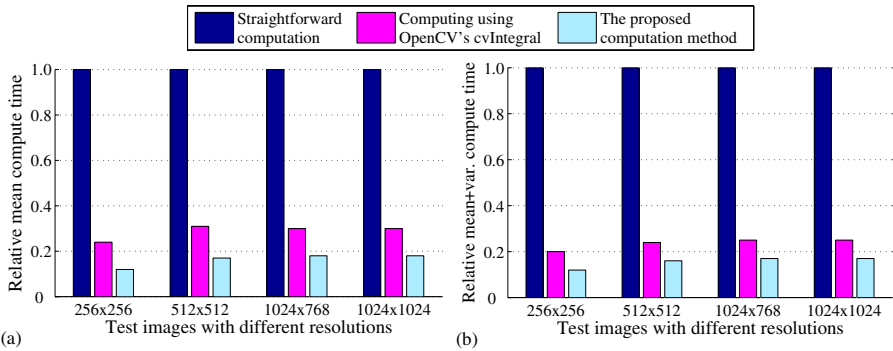 Straightforward computation
Computing using OpenCV's cvIntegral
The proposed computation method
Relative mean compute time
1.0
0.8
0.6
0.4
0.2
0
256x256 512x512 1024x768 1024x1024
Test images with different resolutions
(a)
Relative mean+var. compute time
1.0
0.8
0.6
0.4
0.2
0
256x256 512x512 1024x768 1024x1024
Test images with different resolutions
(b)